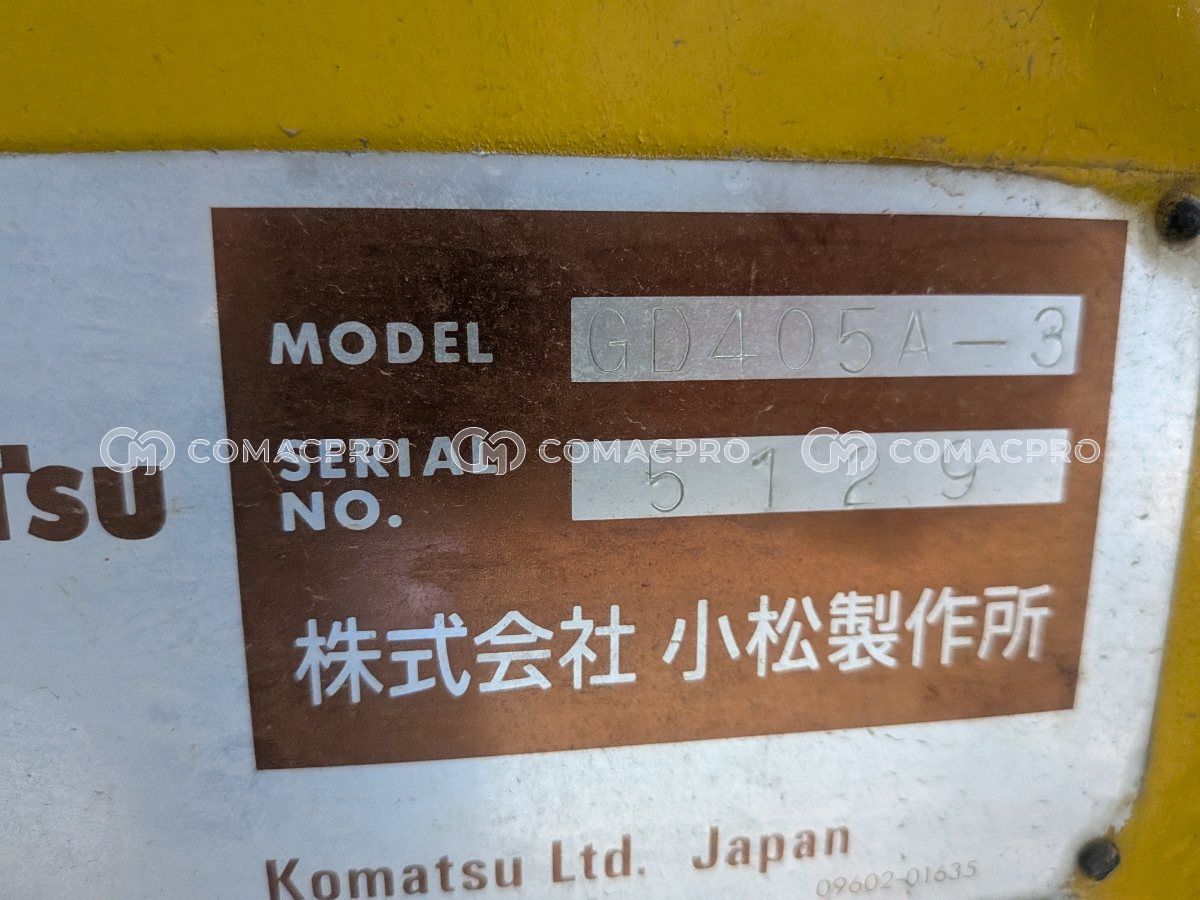 MODEL GD405A-3
COMACPRO COMACPRO COMACPRO
SERIAL NO. 5129
TSU
株式会社 小松製作所
Komatsu Ltd. Japan
09602-01635